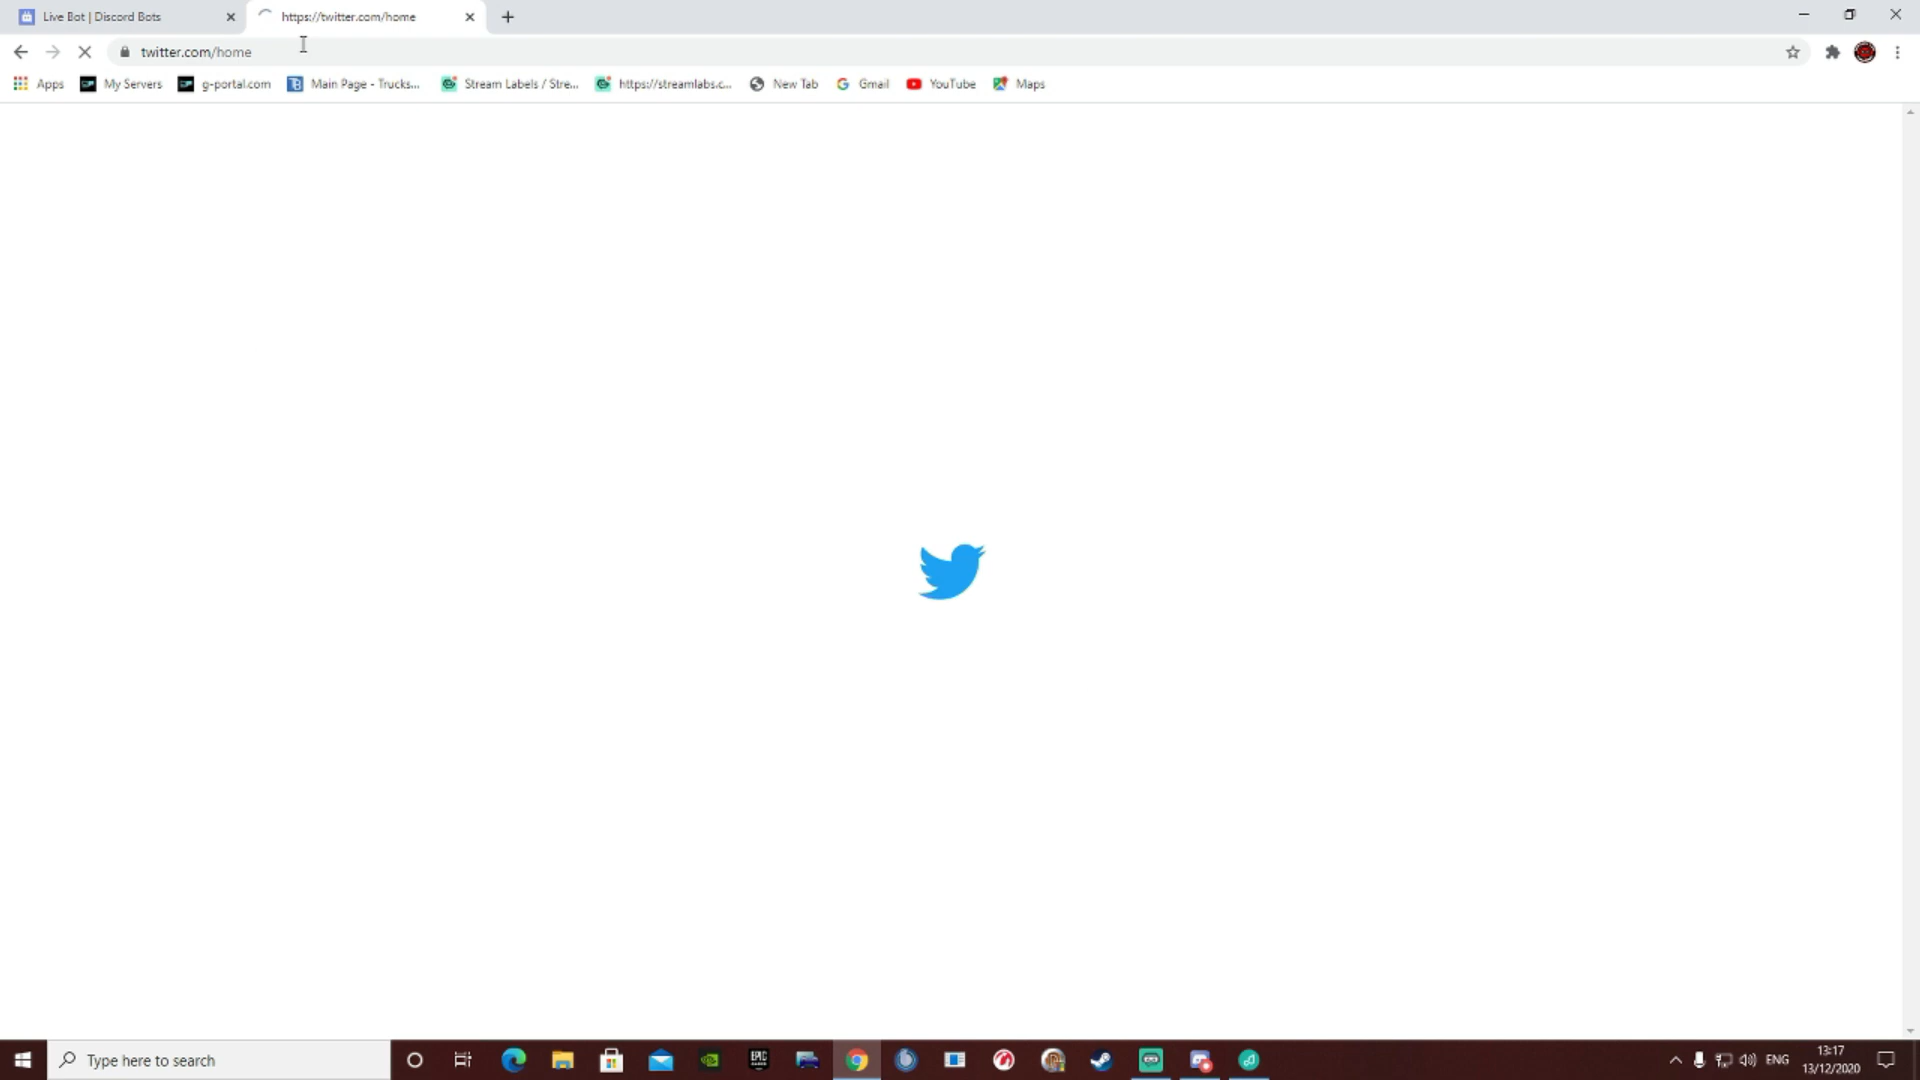 Live Bot | Discord Bots
https://twitter.com/home
twitter.com/home
Apps
My Servers
g-portal.com
Main Page - Trucks...
Stream Labels / Stre...
https://streamlabs.c...
New Tab
Gmail
YouTube
Maps
Type here to search
EPIC
ENG
13:17
13/12/2020